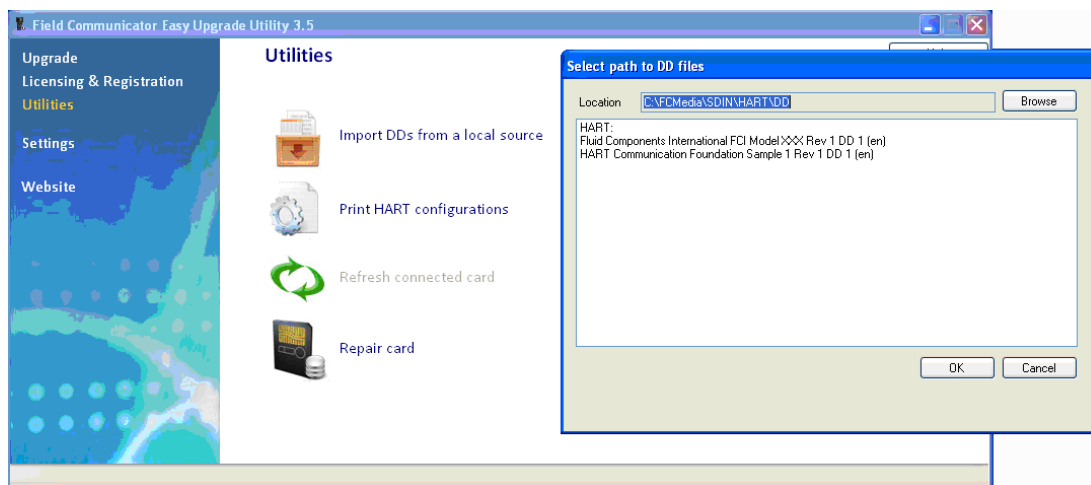 Field Communicator Easy Upgrade Utility 3.5
Upgrade
Licensing & Registration
Utilities
Settings
Website
Utilities
Import DDs from a local source
Print HART configurations
Refresh connected card
Repair card
Select path to DD files
Location C:\FCMedia\SDIN\HART\DD Browse
HART:
Fluid Components International FCI Model XXX Rev 1 DD 1 (en)
HART Communication Foundation Sample 1 Rev 1 DD 1 (en)
OK Cancel